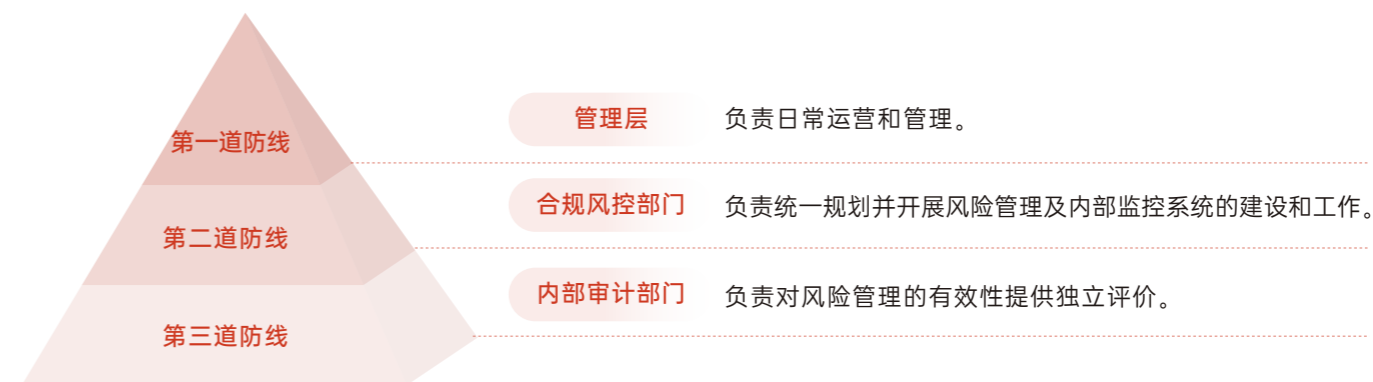 第一道防线
管理层
负责日常运营和管理。
第二道防线
合规风控部门
负责统一规划并开展风险管理及内部监控系统的建设和工作。
第三道防线
内部审计部门
负责对风险管理的有效性提供独立评价。